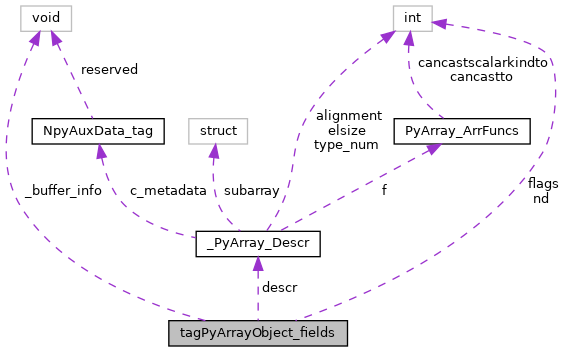 void
int
reserved
cancastscalarkindto
cancastto
NpyAuxData_tag
struct
alignment
elsize
type_num
PyArray_ArrFuncs
_buffer_info
c_metadata
subarray
f
flags
nd
_PyArray_Descr
descr
tagPyArrayObject_fields